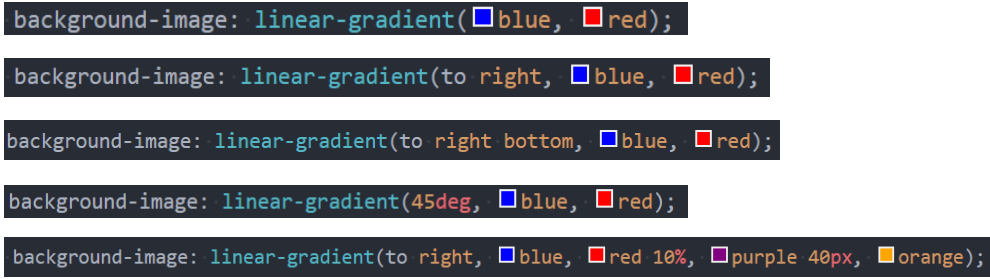 background-image: linear-gradient(blue, red);
background-image: linear-gradient(to right, blue, red);
background-image: linear-gradient(to right bottom, blue, red);
background-image: linear-gradient(45deg, blue, red);
background-image: linear-gradient(to right, blue, red 10%, purple 40px, orange);